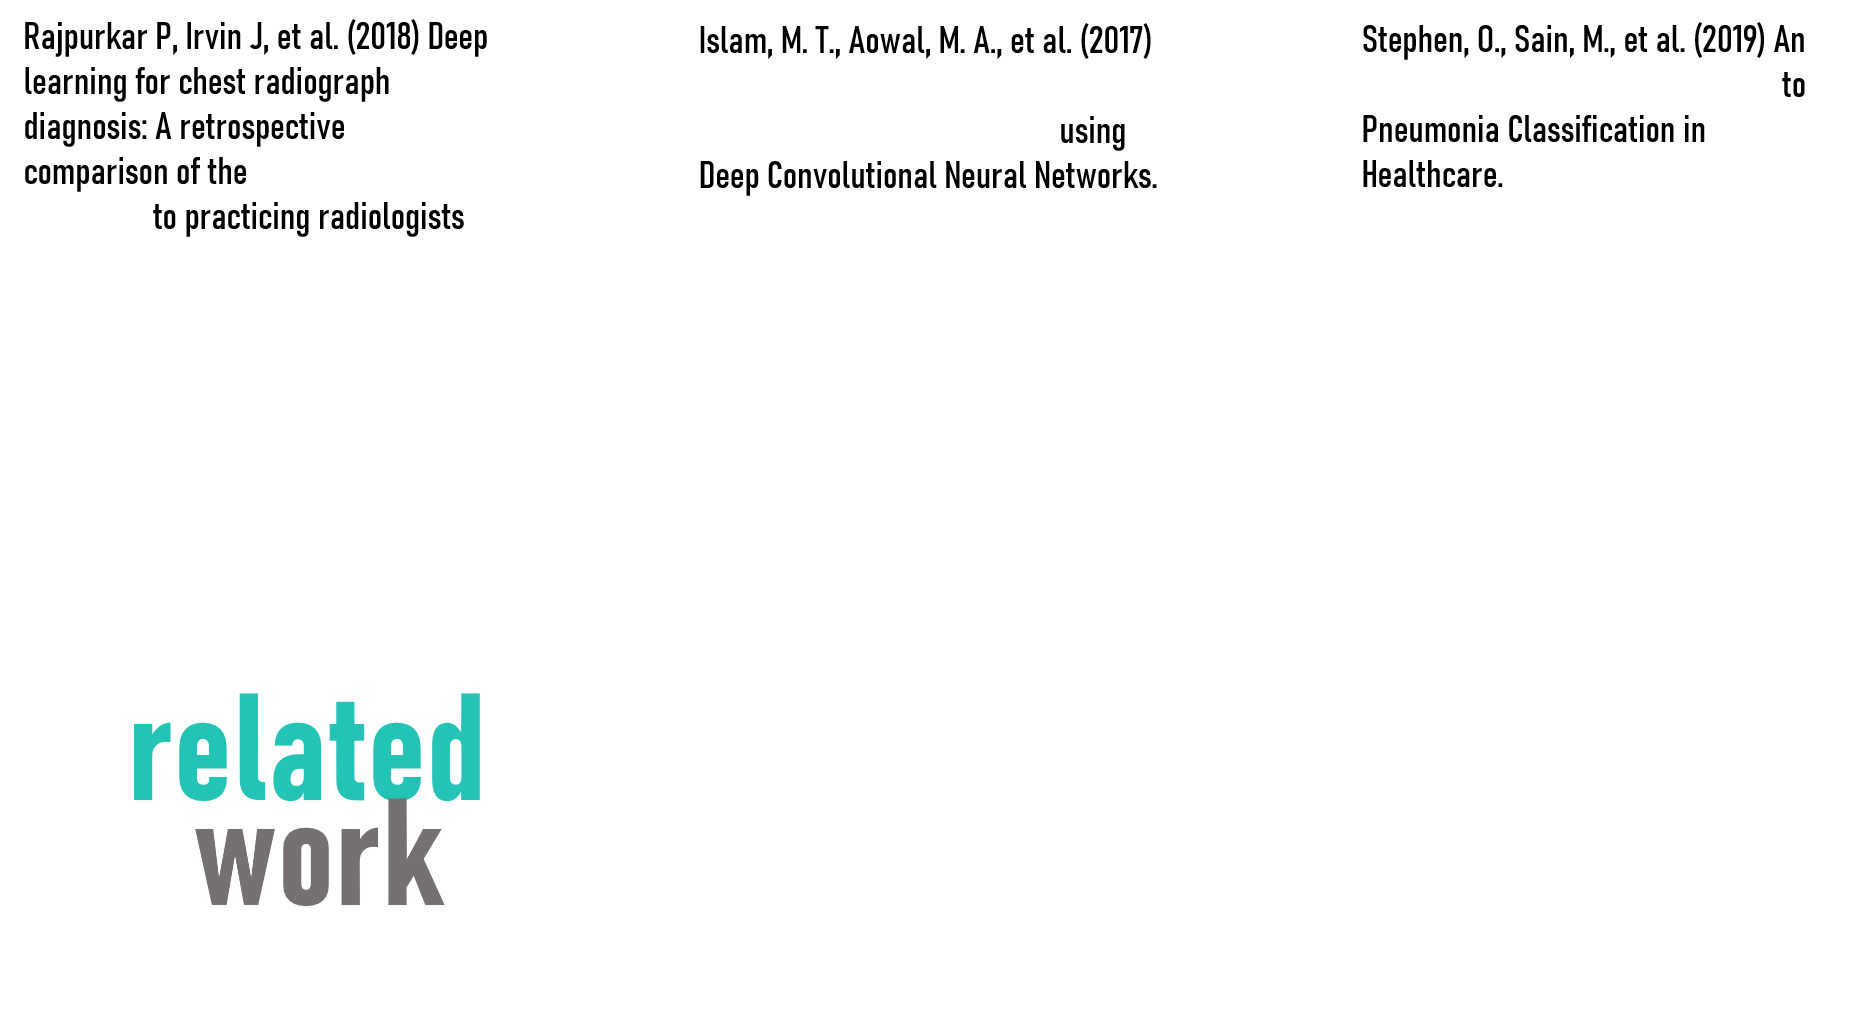 Rajpurkar P, Irvin J, et al. (2018) Deep
learning for chest radiograph
diagnosis: A retrospective
comparison of the
to practicing radiologists
Islam, M. T., Aowal, M. A., et al. (2017)
using
Deep Convolutional Neural Networks.
Stephen, O., Sain, M., et al. (2019) An
to
Pneumonia Classification in
Healthcare.
related
work